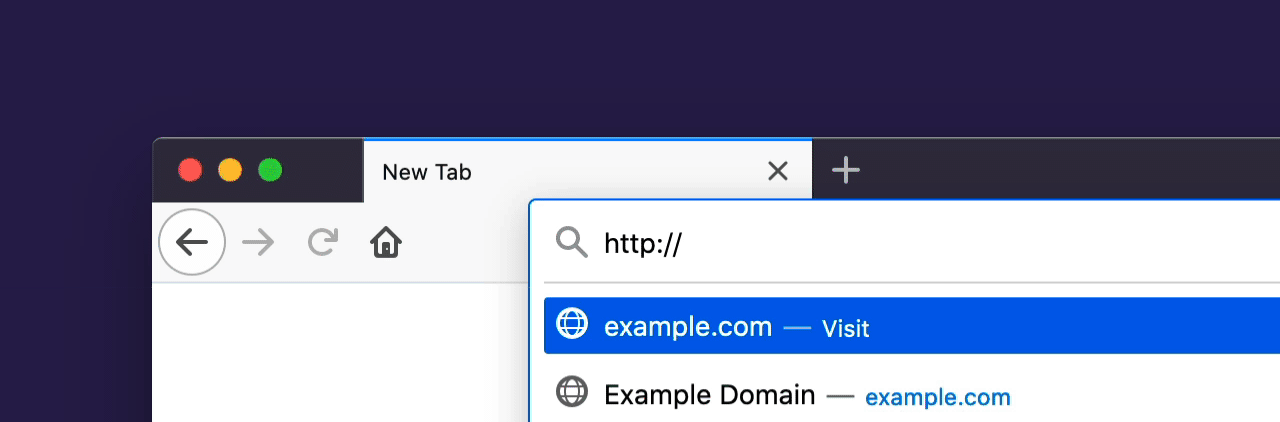 New Tab
http://
example.com — Visit
Example Domain — example.com